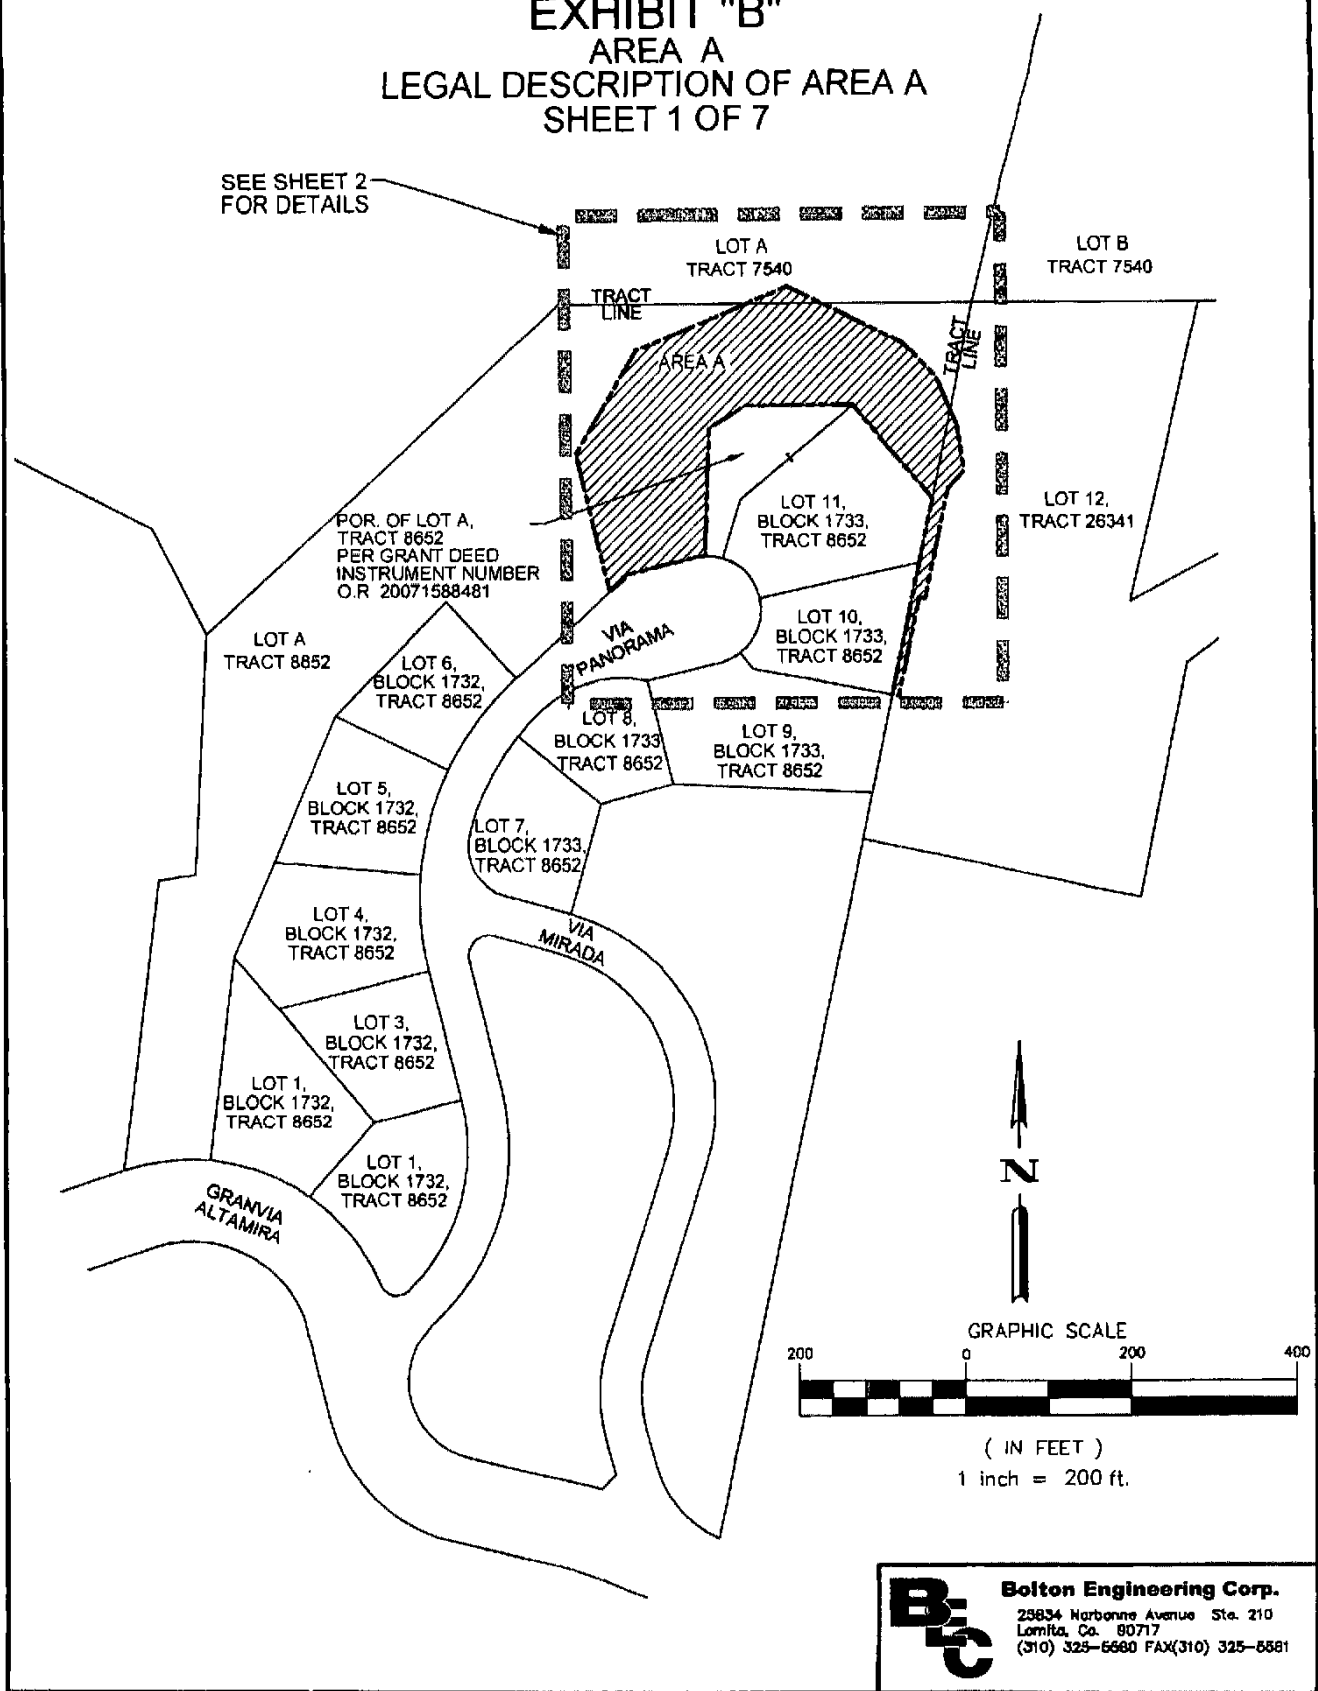 EXHIBIT "B"
AREA A
LEGAL DESCRIPTION OF AREA A
SHEET 1 OF 7
SEE SHEET 2
FOR DETAILS
LOT A
TRACT 7540
LOT B
TRACT 7540
TRACT
LINE
TRACT
LINE
AREA A
POR. OF LOT A,
TRACT 8652
PER GRANT DEED
INSTRUMENT NUMBER
O.R 20071588481
LOT 11,
BLOCK 1733,
TRACT 8652
LOT 12,
TRACT 26341
LOT A
TRACT 8852
LOT 6,
BLOCK 1732,
TRACT 8652
VIA
PANORAMA
LOT 10,
BLOCK 1733,
TRACT 8652
LOT 8,
BLOCK 1733
TRACT 8652
LOT 9,
BLOCK 1733,
TRACT 8652
LOT 5,
BLOCK 1732,
TRACT 8652
LOT 7,
BLOCK 1733,
TRACT 8652
LOT 4,
BLOCK 1732,
TRACT 8652
VIA
MIRADA
LOT 3,
BLOCK 1732,
TRACT 8652
LOT 1,
BLOCK 1732,
TRACT 8652
LOT 1,
BLOCK 1732,
TRACT 8652
GRANVIA
ALTAMIRA
N
GRAPHIC SCALE
200 0 200 400
( IN FEET )
1 inch = 200 ft.
BEC
Bolton Engineering Corp.
25834 Narbonne Avenue Ste. 210
Lomita, Ca. 90717
(310) 325-5580 FAX(310) 325-5581